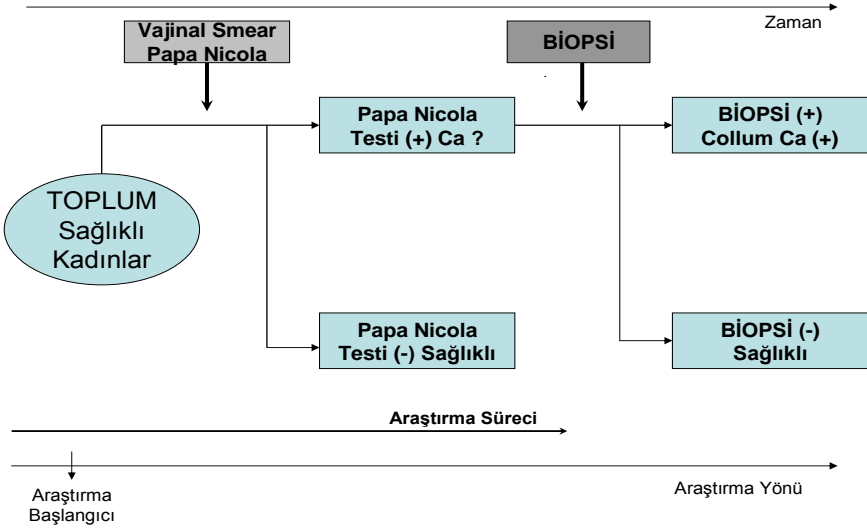 Zaman
Vajinal Smear
Papa Nicola
BİOPSİ
Papa Nicola
Testi (+) Ca ?
BİOPSİ (+)
Collum Ca (+)
TOPLUM
Sağlıklı
Kadınlar
Papa Nicola
Testi (-) Sağlıklı
BİOPSİ (-)
Sağlıklı
Araştırma Süreci
Araştırma Yönü
Araştırma
Başlangıcı